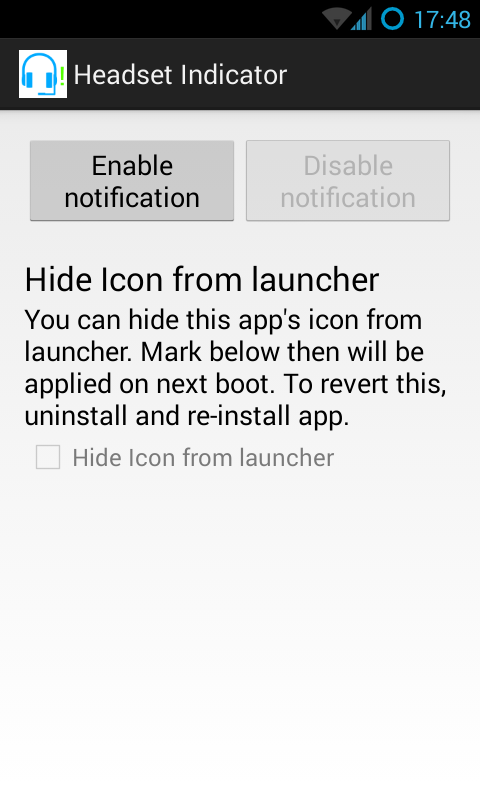 17:48
Headset Indicator
Enable
notification
Disable
notification
Hide Icon from launcher
You can hide this app's icon from
launcher. Mark below then will be
applied on next boot. To revert this,
uninstall and re-install app.
Hide Icon from launcher